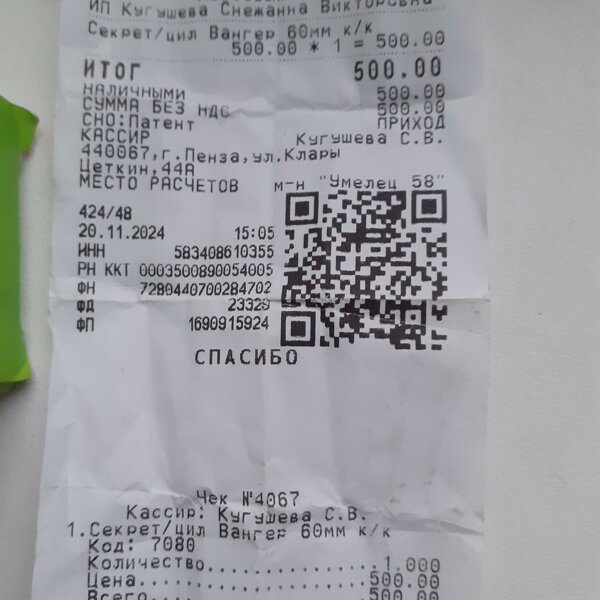 ИП Кугушева Снежанна Викторовна
Секрет/цил Вангер 60мм к/к
500.00 * 1 = 500.00
ИТОГ 500.00
НАЛИЧНЫМИ 500.00
СУММА БЕЗ НДС 500.00
СНО:Патент ПРИХОД
КАССИР Кугушева С.В.
440067,г.Пенза,ул.Клары
Цеткин,44А
МЕСТО РАСЧЕТОВ м-н "Умелец 58"
424/48
20.11.2024 15:05
ИНН 583408610355
РН ККТ 0003500890054005
ФН 7280440700284702
ФД 23329
ФП 1690915924
СПАСИБО
Чек №4067
Кассир: Кугушева С.В.
1.Секрет/цил Вангер 60мм к/к
Код: 7080
Количество................1.000
Цена....................500.00
Всего...................500.00